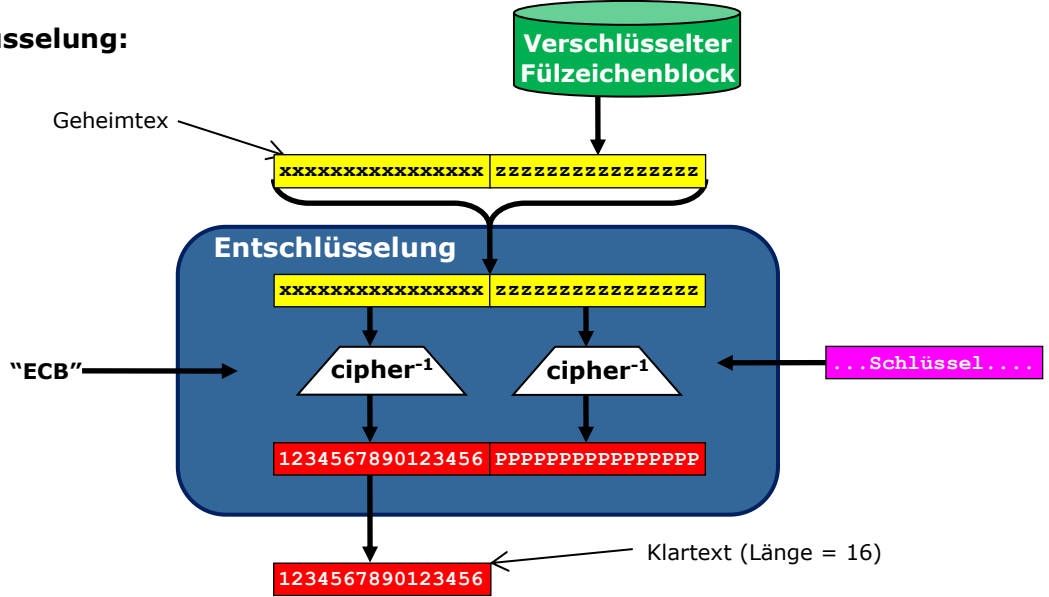 üsselung:
Verschlüsselter
Fülzeichenblock
Geheimtex
xxxxxxxxxxxxxxxx zzzzzzzzzzzzzzzz
Entschlüsselung
xxxxxxxxxxxxxxxx zzzzzzzzzzzzzzzz
“ECB”
cipher⁻¹ cipher⁻¹
...Schlüssel....
1234567890123456 PPPPPPPPPPPPPPPP
Klartext (Länge = 16)
1234567890123456